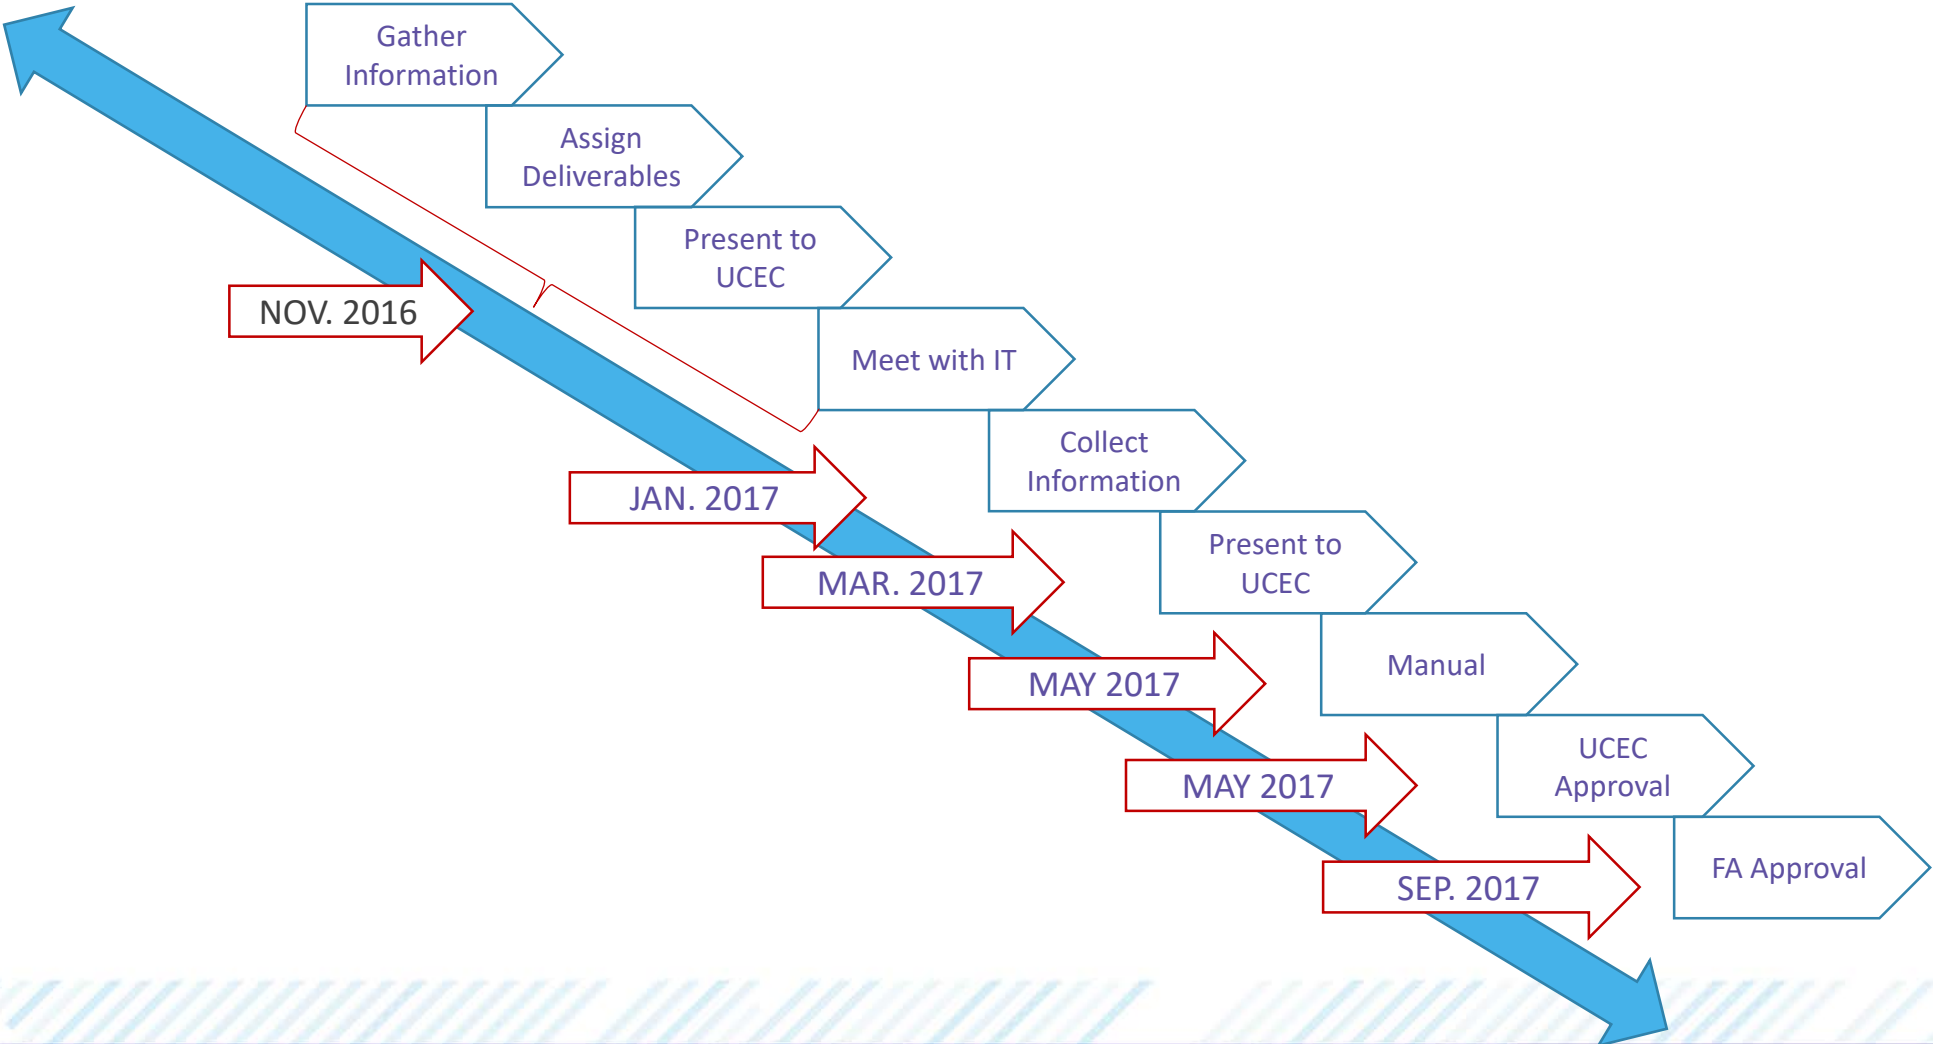 Gather
Information
Assign
Deliverables
Present to
UCEC
NOV. 2016
Meet with IT
Collect
Information
JAN. 2017
Present to
UCEC
MAR. 2017
Manual
MAY 2017
UCEC
Approval
MAY 2017
FA Approval
SEP. 2017